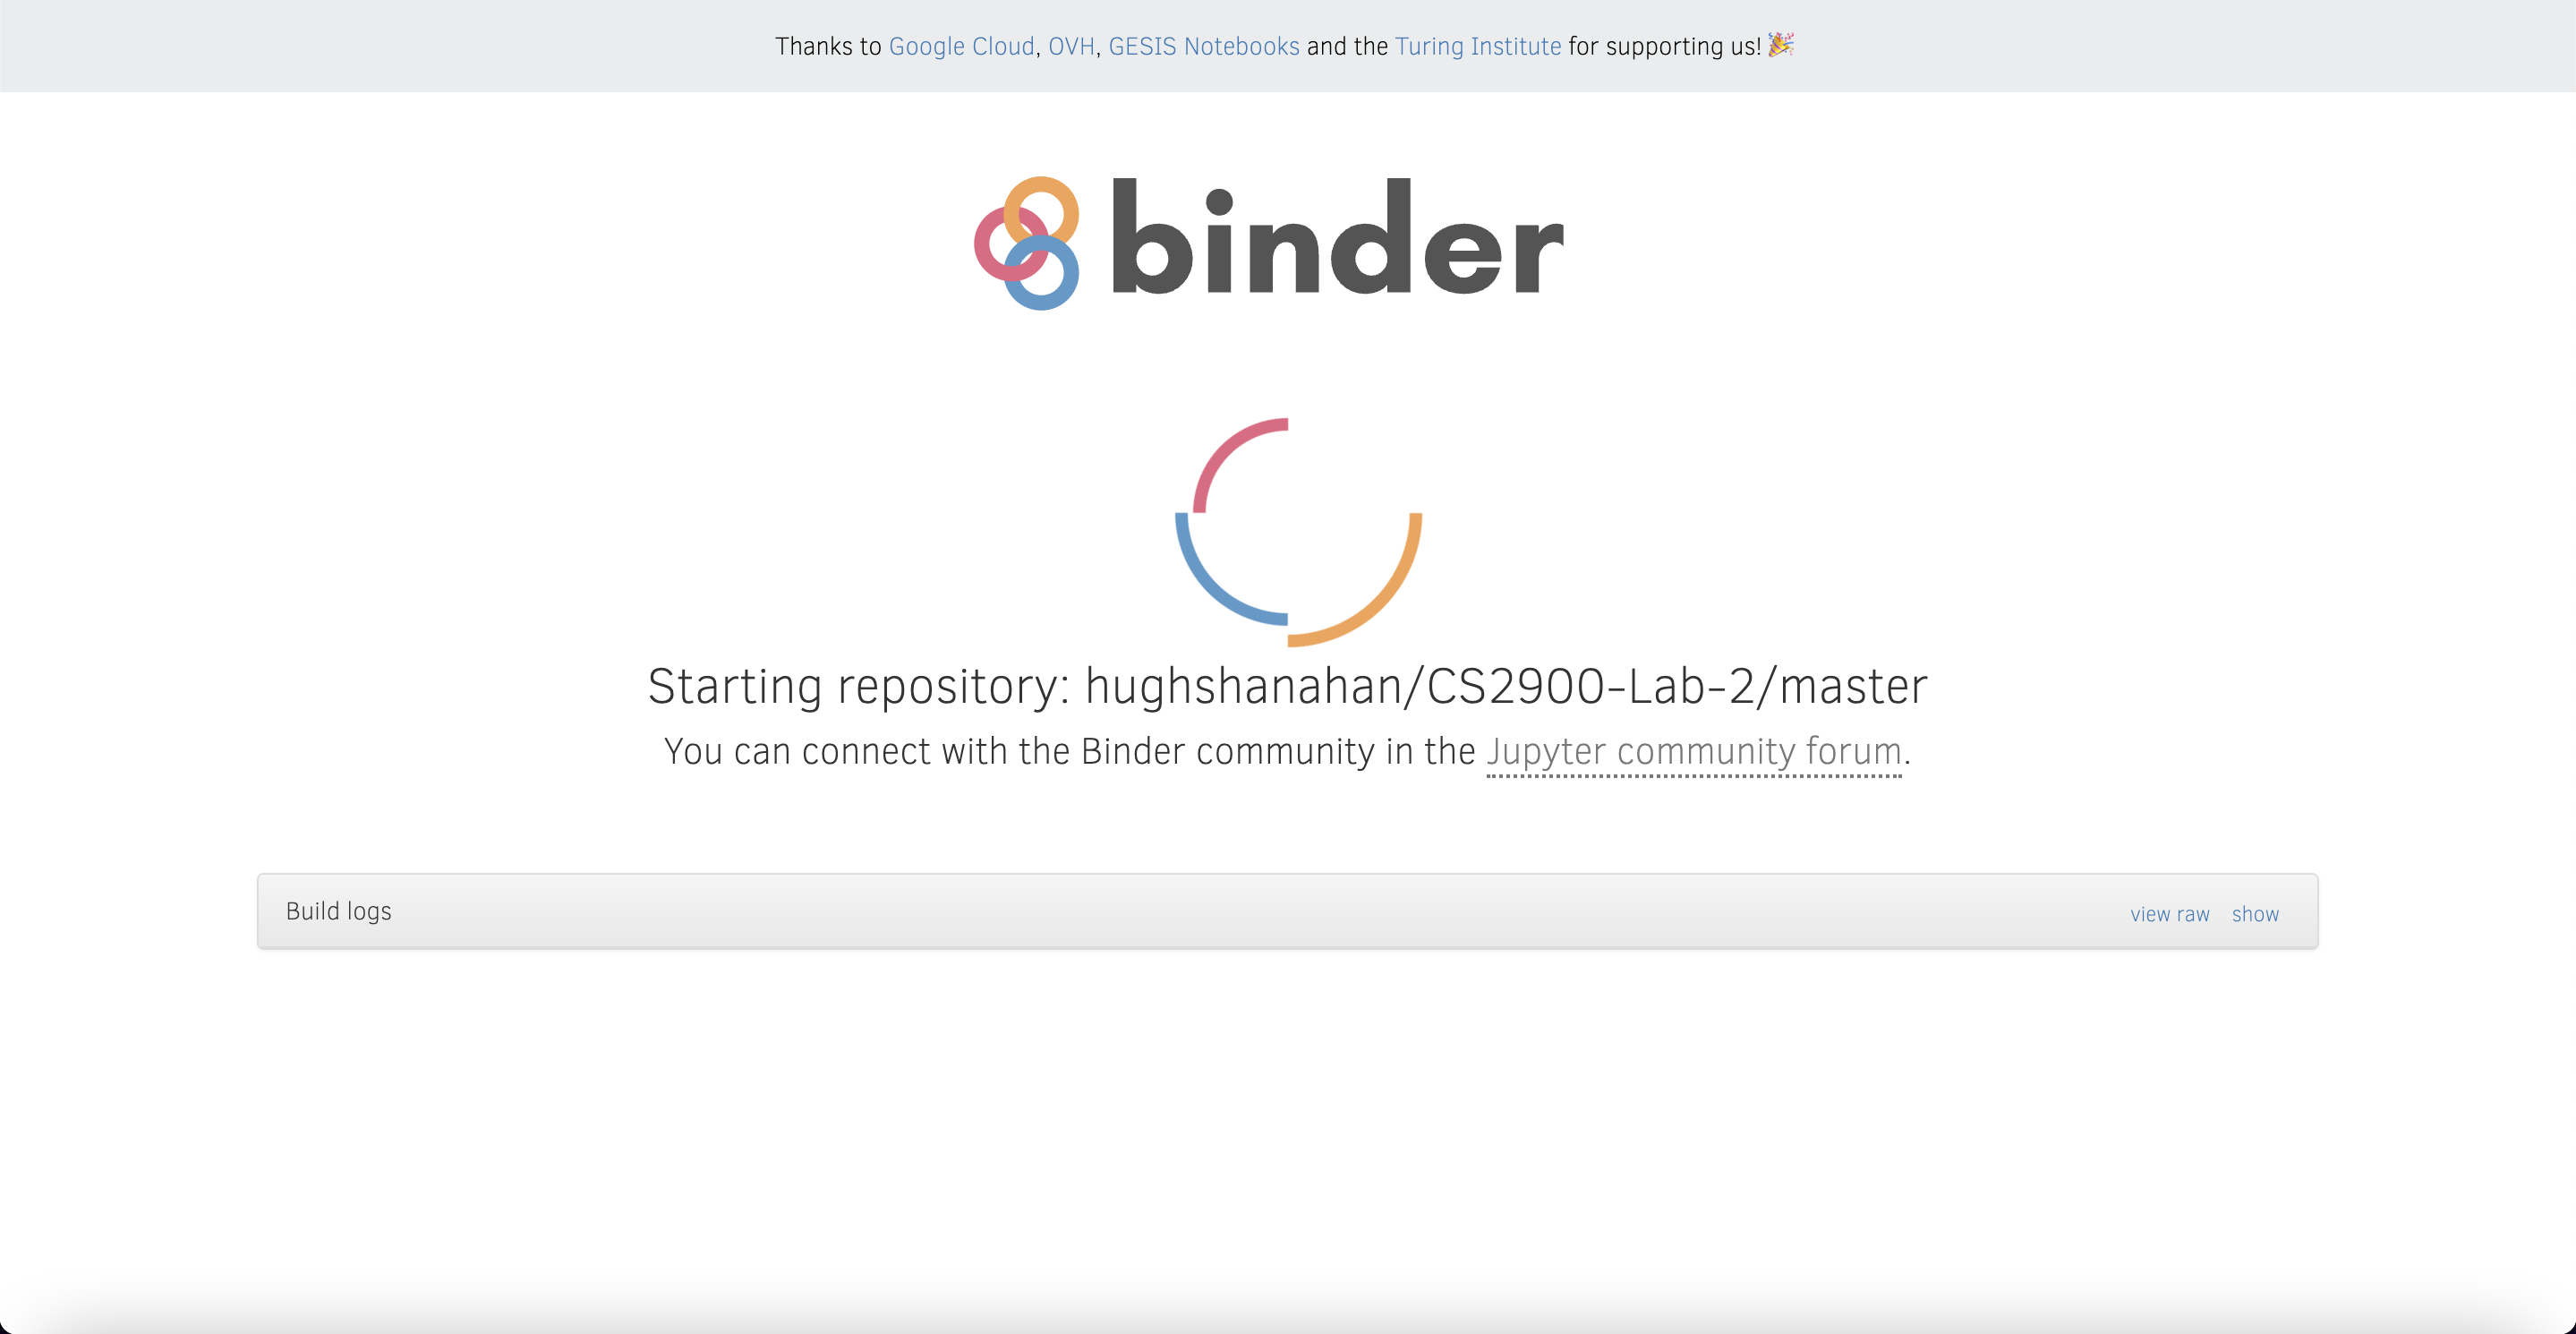 Thanks to Google Cloud, OVH, GESIS Notebooks and the Turing Institute for supporting us! 🎉
binder
Starting repository: hughshanahan/CS2900-Lab-2/master
You can connect with the Binder community in the Jupyter community forum.
Build logs view raw show